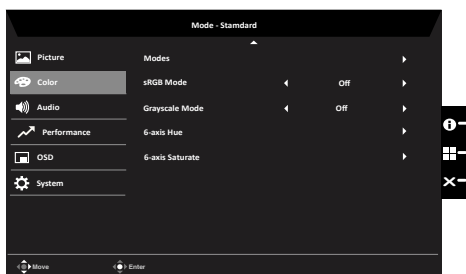 Mode - Stamdard
Picture
Modes
Color
sRGB Mode
Off
Audio
Grayscale Mode
Off
Performance
6-axis Hue
OSD
6-axis Saturate
System
Move
Enter